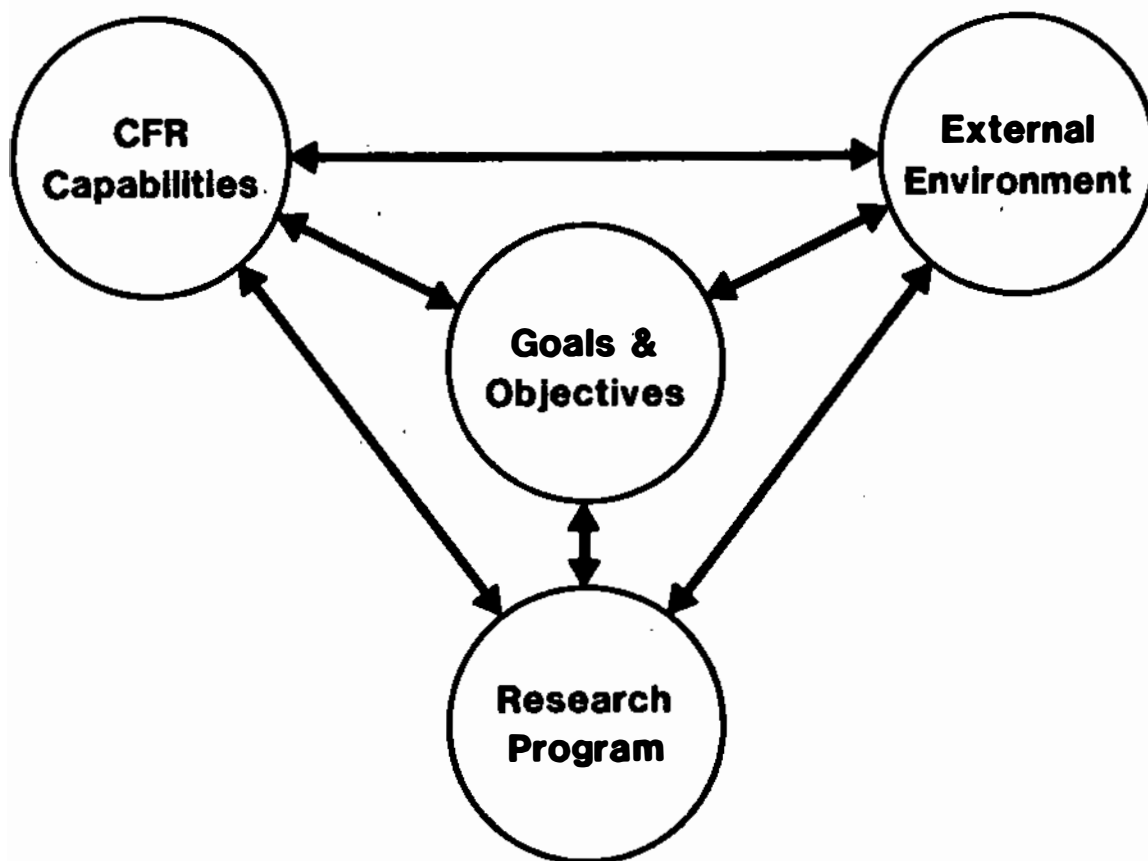 CFR
Capabilities
External
Environment
Goals &
Objectives
Research
Program